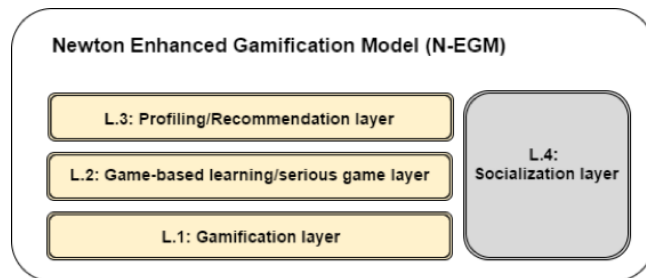 Newton Enhanced Gamification Model (N-EGM)
L.3: Profiling/Recommendation layer
L.2: Game-based learning/serious game layer
L.1: Gamification layer
L.4:
Socialization layer